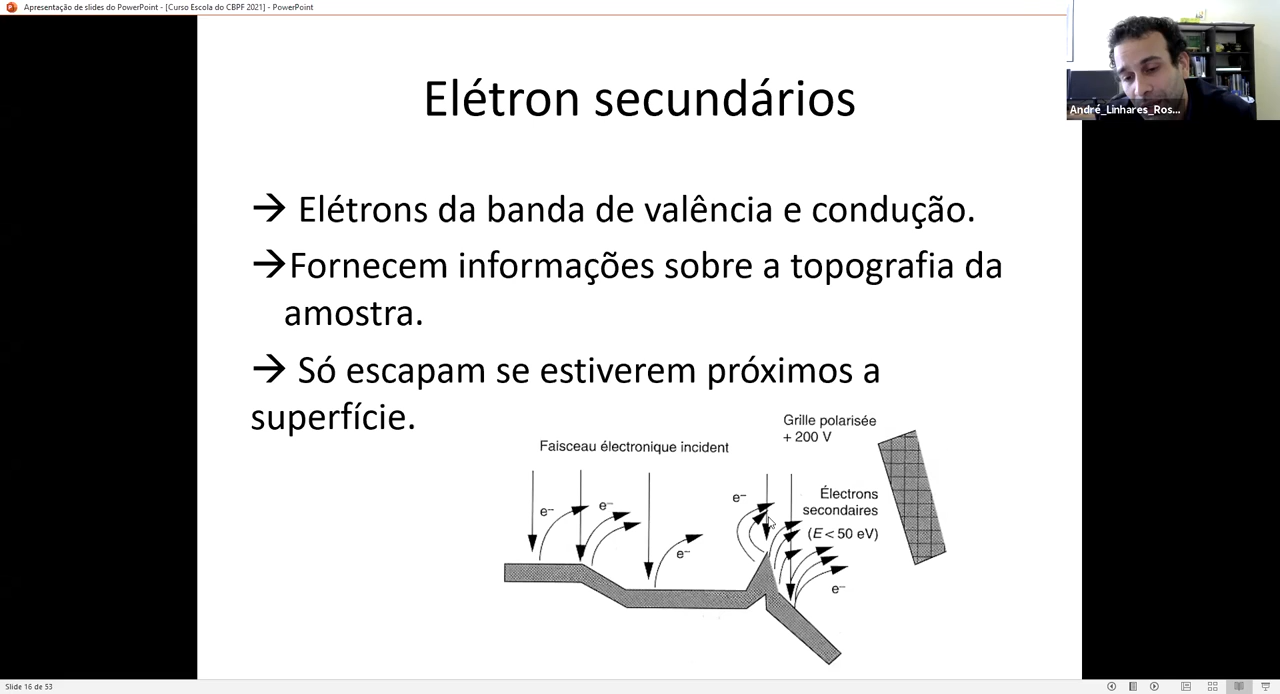 Apresentação de slides do PowerPoint - [Curso Escola do CBPF 2021] - PowerPoint
André_Linhares_Ros...
Elétron secundários
→ Elétrons da banda de valência e condução.
→Fornecem informações sobre a topografia da
amostra.
→ Só escapam se estiverem próximos a
superfície.
Grille polarisée
+ 200 V
Faisceau électronique incident
e⁻
e⁻
e⁻
e⁻
Électrons
secondaires
(E < 50 eV)
e⁻
Slide 16 de 53